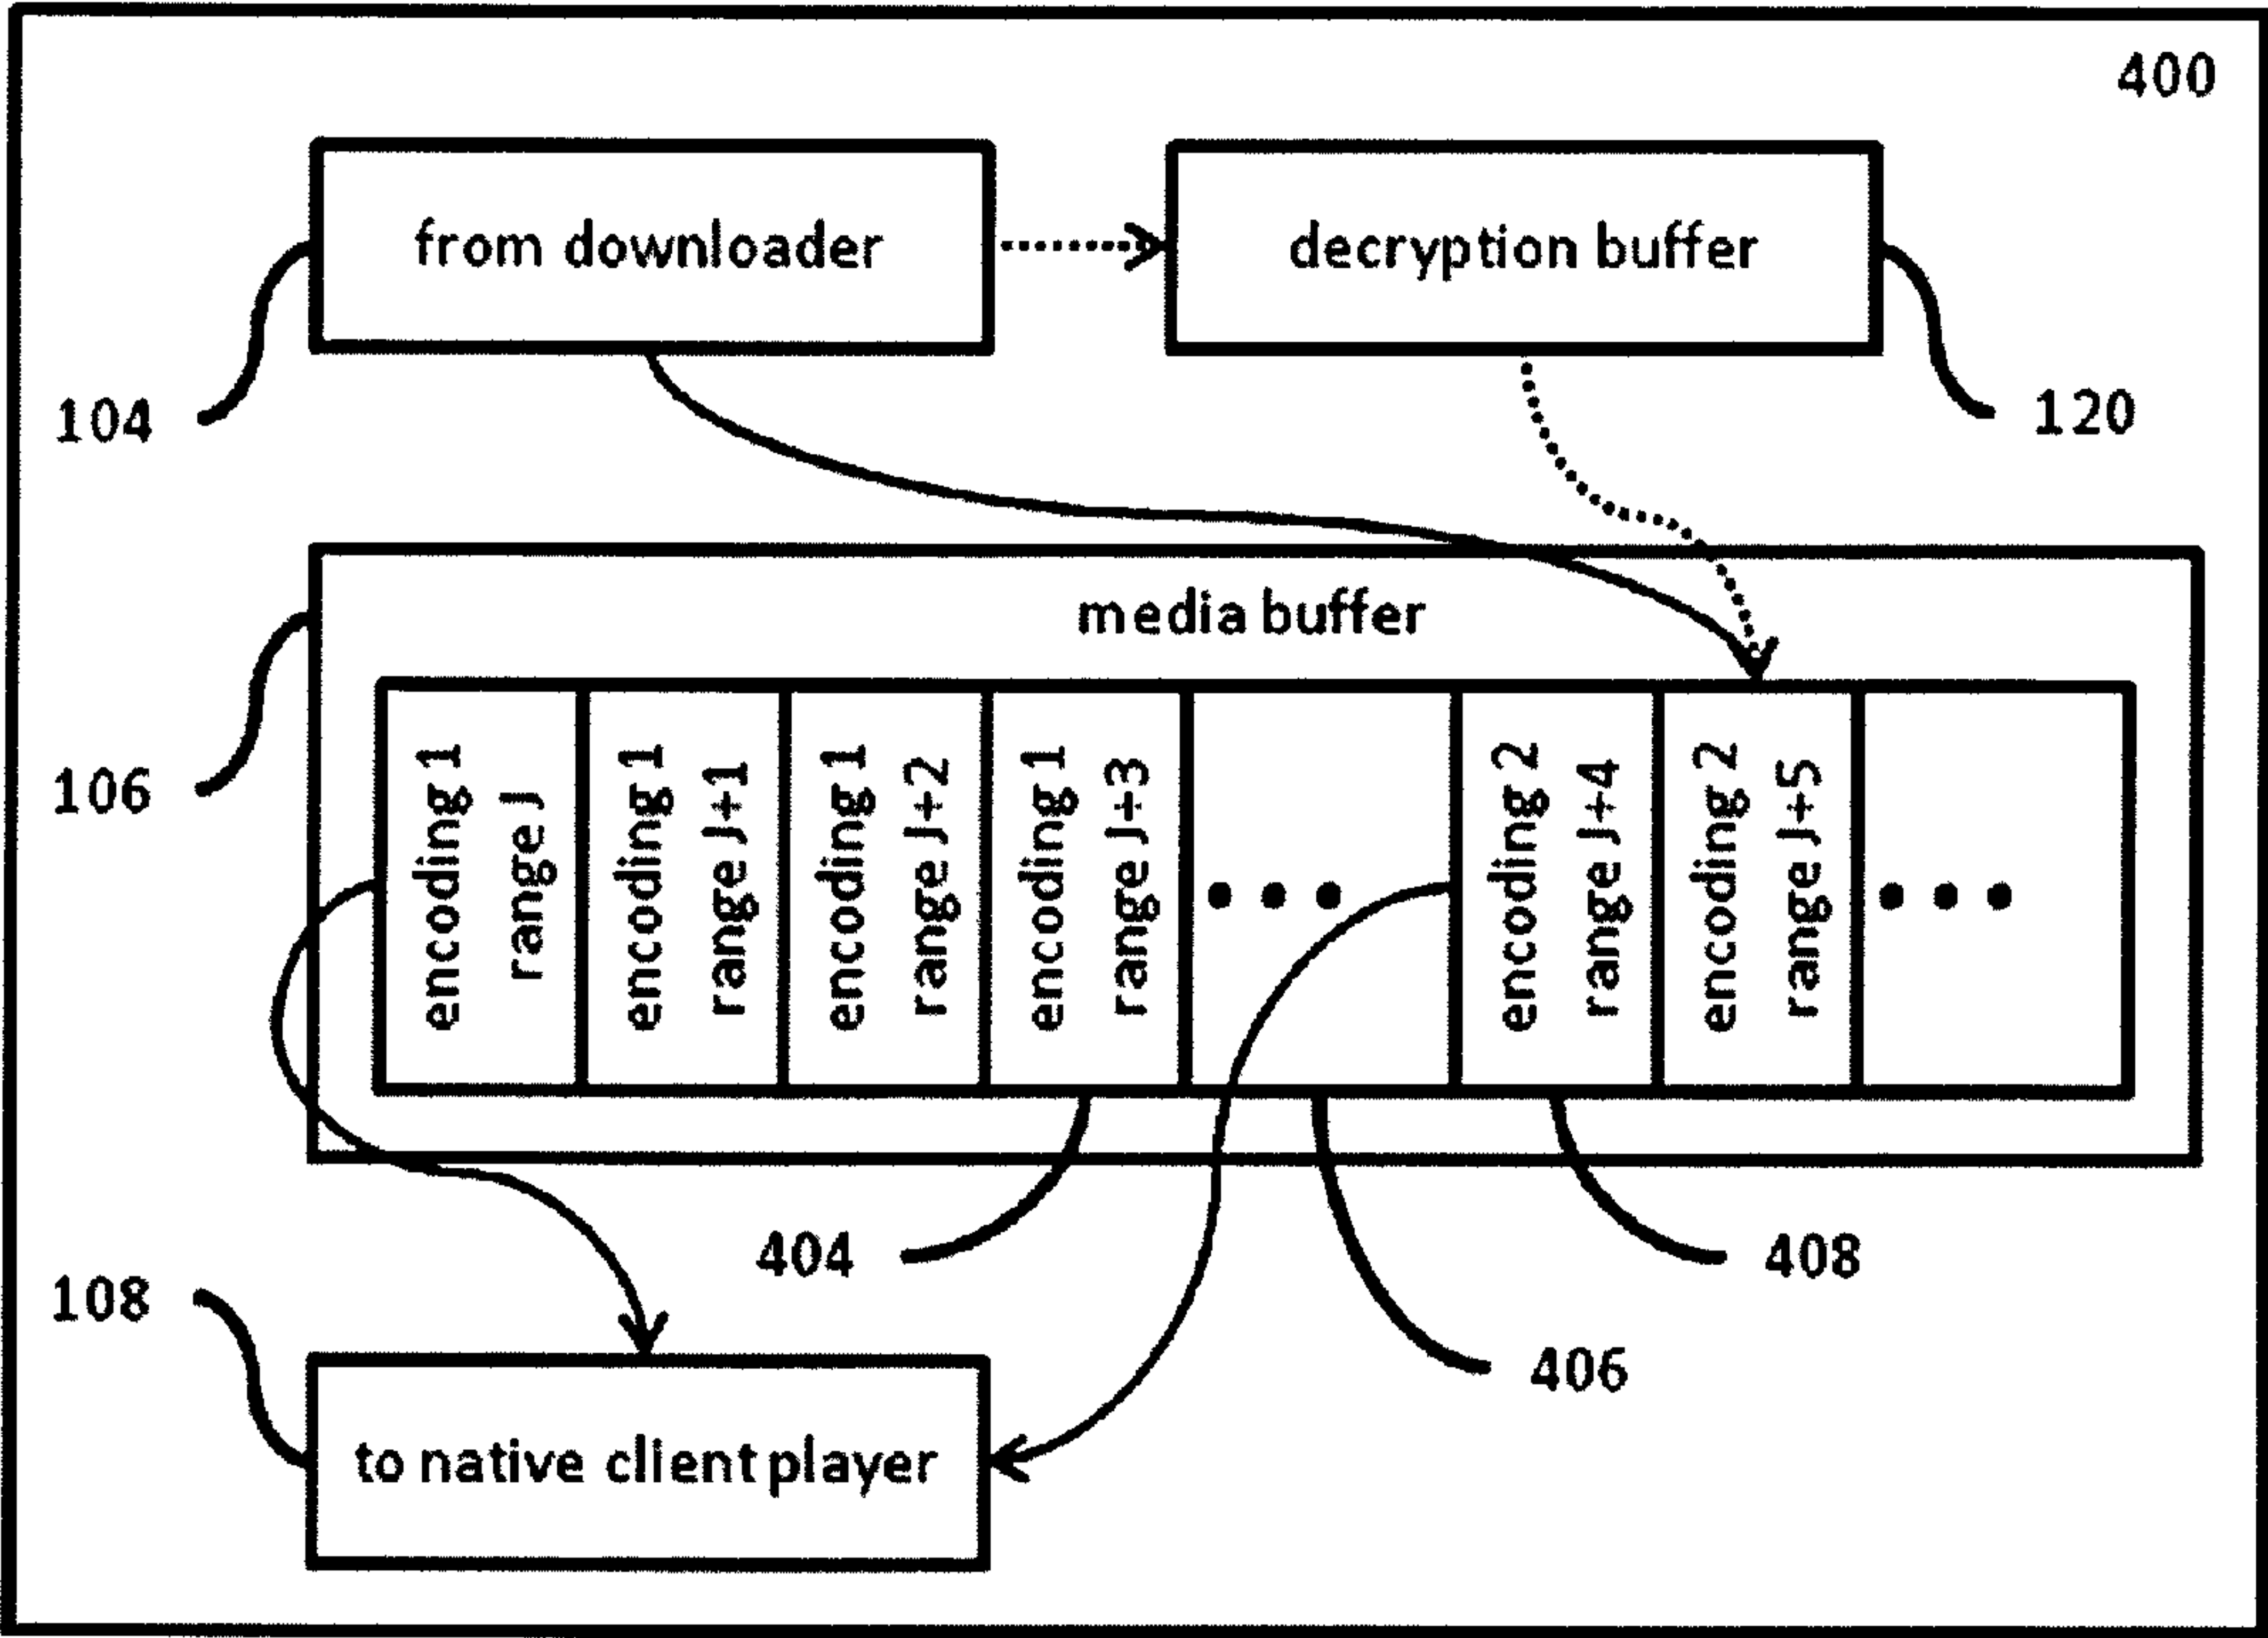 400
from downloader
decryption buffer
104
120
media buffer
106
encoding 1
range J
encoding 1
range J+1
encoding 1
range J+2
encoding 1
range J+3
• • •
encoding 2
range J+4
encoding 2
range J+5
• • •
404
408
108
406
to native client player